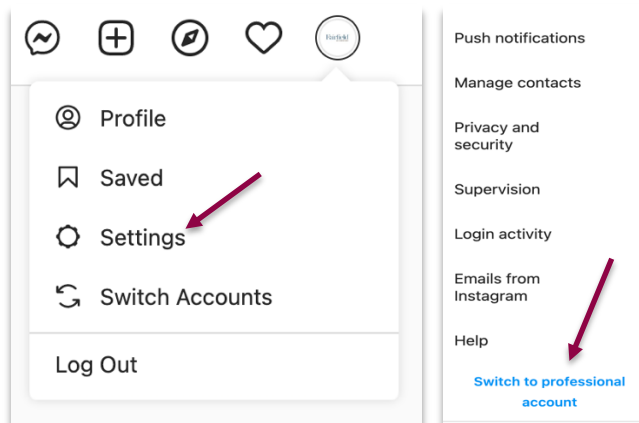 Fairfield
Profile
Saved
Settings
Switch Accounts
Log Out
Push notifications
Manage contacts
Privacy and
security
Supervision
Login activity
Emails from
Instagram
Help
Switch to professional
account